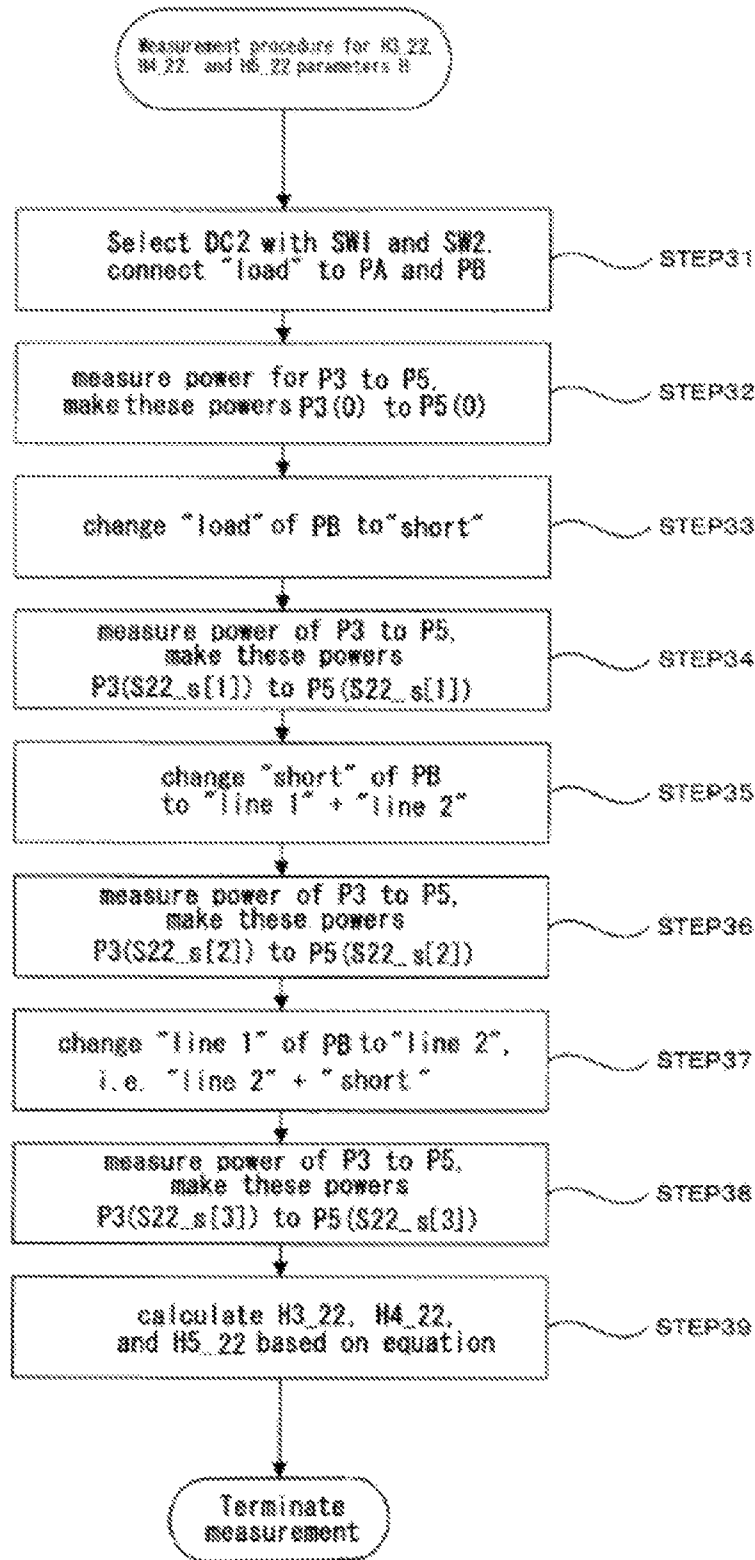 Measurement procedure for H3_22,
H4_22, and H5_22 parameters H
Select DC2 with SW1 and SW2.
connect "load" to PA and PB
STEP31
measure power for P3 to P5,
make these powers P3(0) to P5(0)
STEP32
change "load" of PB to "short"
STEP33
measure power of P3 to P5,
make these powers
P3(S22_s[1]) to P5(S22_s[1])
STEP34
change "short" of PB
to "line 1" + "line 2"
STEP35
measure power of P3 to P5,
make these powers
P3(S22_s[2]) to P5(S22_s[2])
STEP36
change "line 1" of PB to "line 2",
i.e. "line 2" + "short"
STEP37
measure power of P3 to P5,
make these powers
P3(S22_s[3]) to P5(S22_s[3])
STEP38
calculate H3_22, H4_22,
and H5_22 based on equation
STEP39
Terminate
measurement